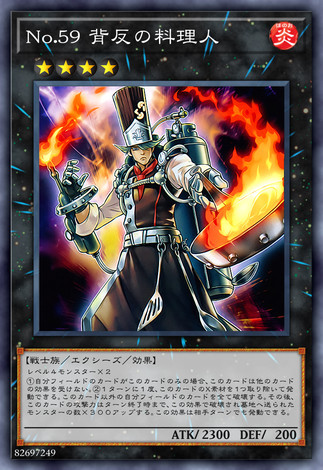 No.59 背反の料理人
炎
【戦士族/エクシーズ/効果】
レベル4モンスター×2
①自分フィールドのカードがこのカードのみの場合、このカードは他のカード
の効果を受けない。②1ターンに1度、このカードのX素材を1つ取り除いて発
動できる。このカード以外の自分フィールドのカードを全て破壊する。その後、
このカードの攻撃力はターン終了時まで、この効果で破壊され墓地へ送られた
モンスターの数×300アップする。この効果は相手ターンでも発動できる。
ATK/ 2300 DEF/ 200
82697249